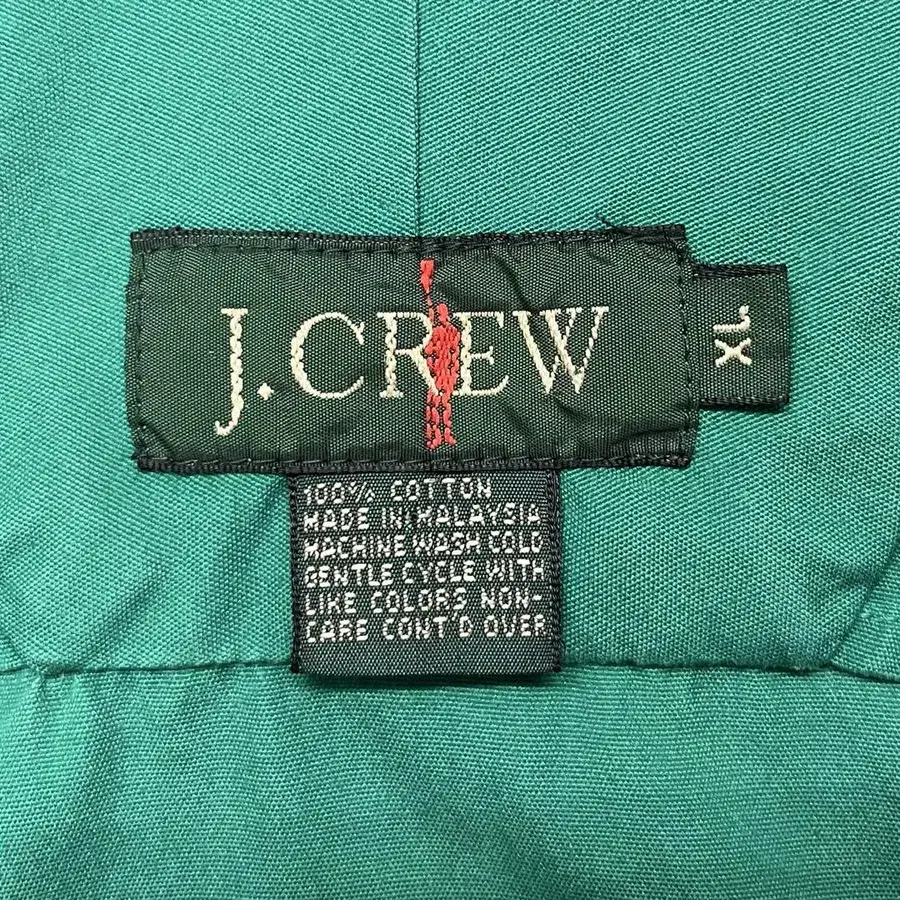 J.CREW
XL
100% COTTON
MADE IN MALAYSIA
MACHINE WASH COLD
GENTLE CYCLE WITH
LIKE COLORS NON-
CARE CONT'D OVER